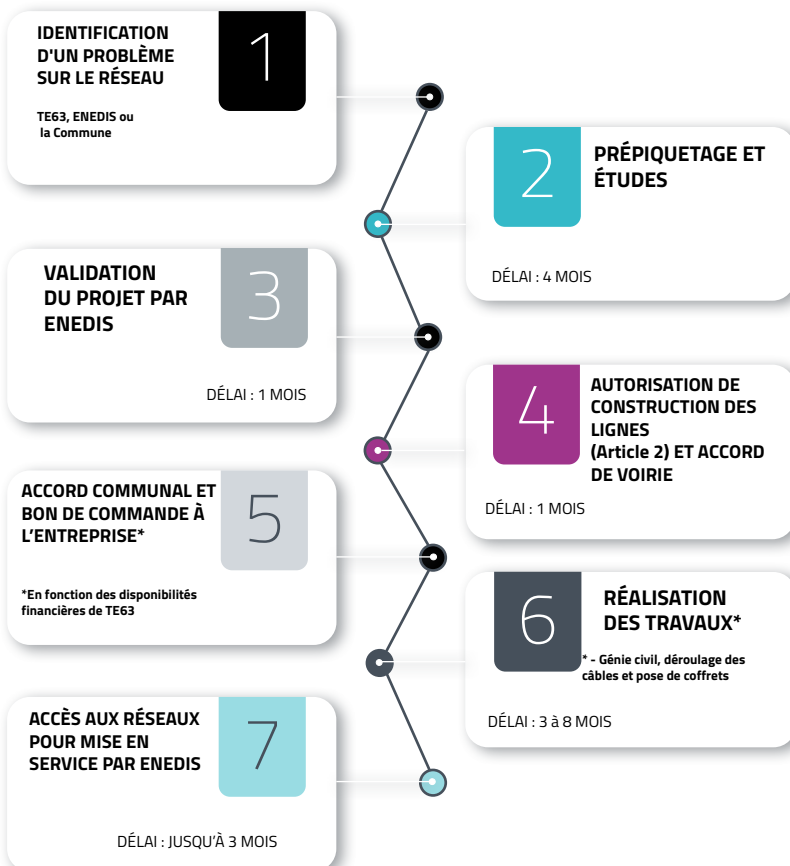 IDENTIFICATION
D'UN PROBLÈME
SUR LE RÉSEAU
1
TE63, ENEDIS ou
la Commune
2
PRÉPIQUETAGE ET
ÉTUDES
DÉLAI : 4 MOIS
VALIDATION
DU PROJET PAR
ENEDIS
3
DÉLAI : 1 MOIS
4
AUTORISATION DE
CONSTRUCTION DES
LIGNES
(Article 2) ET ACCORD
DE VOIRIE
DÉLAI : 1 MOIS
ACCORD COMMUNAL ET
BON DE COMMANDE À
L'ENTREPRISE*
5
*En fonction des disponibilités
financières de TE63
6
RÉALISATION
DES TRAVAUX*
* - Génie civil, déroulage des
câbles et pose de coffrets
DÉLAI : 3 à 8 MOIS
ACCÈS AUX RÉSEAUX
POUR MISE EN
SERVICE PAR ENEDIS
7
DÉLAI : JUSQU'À 3 MOIS